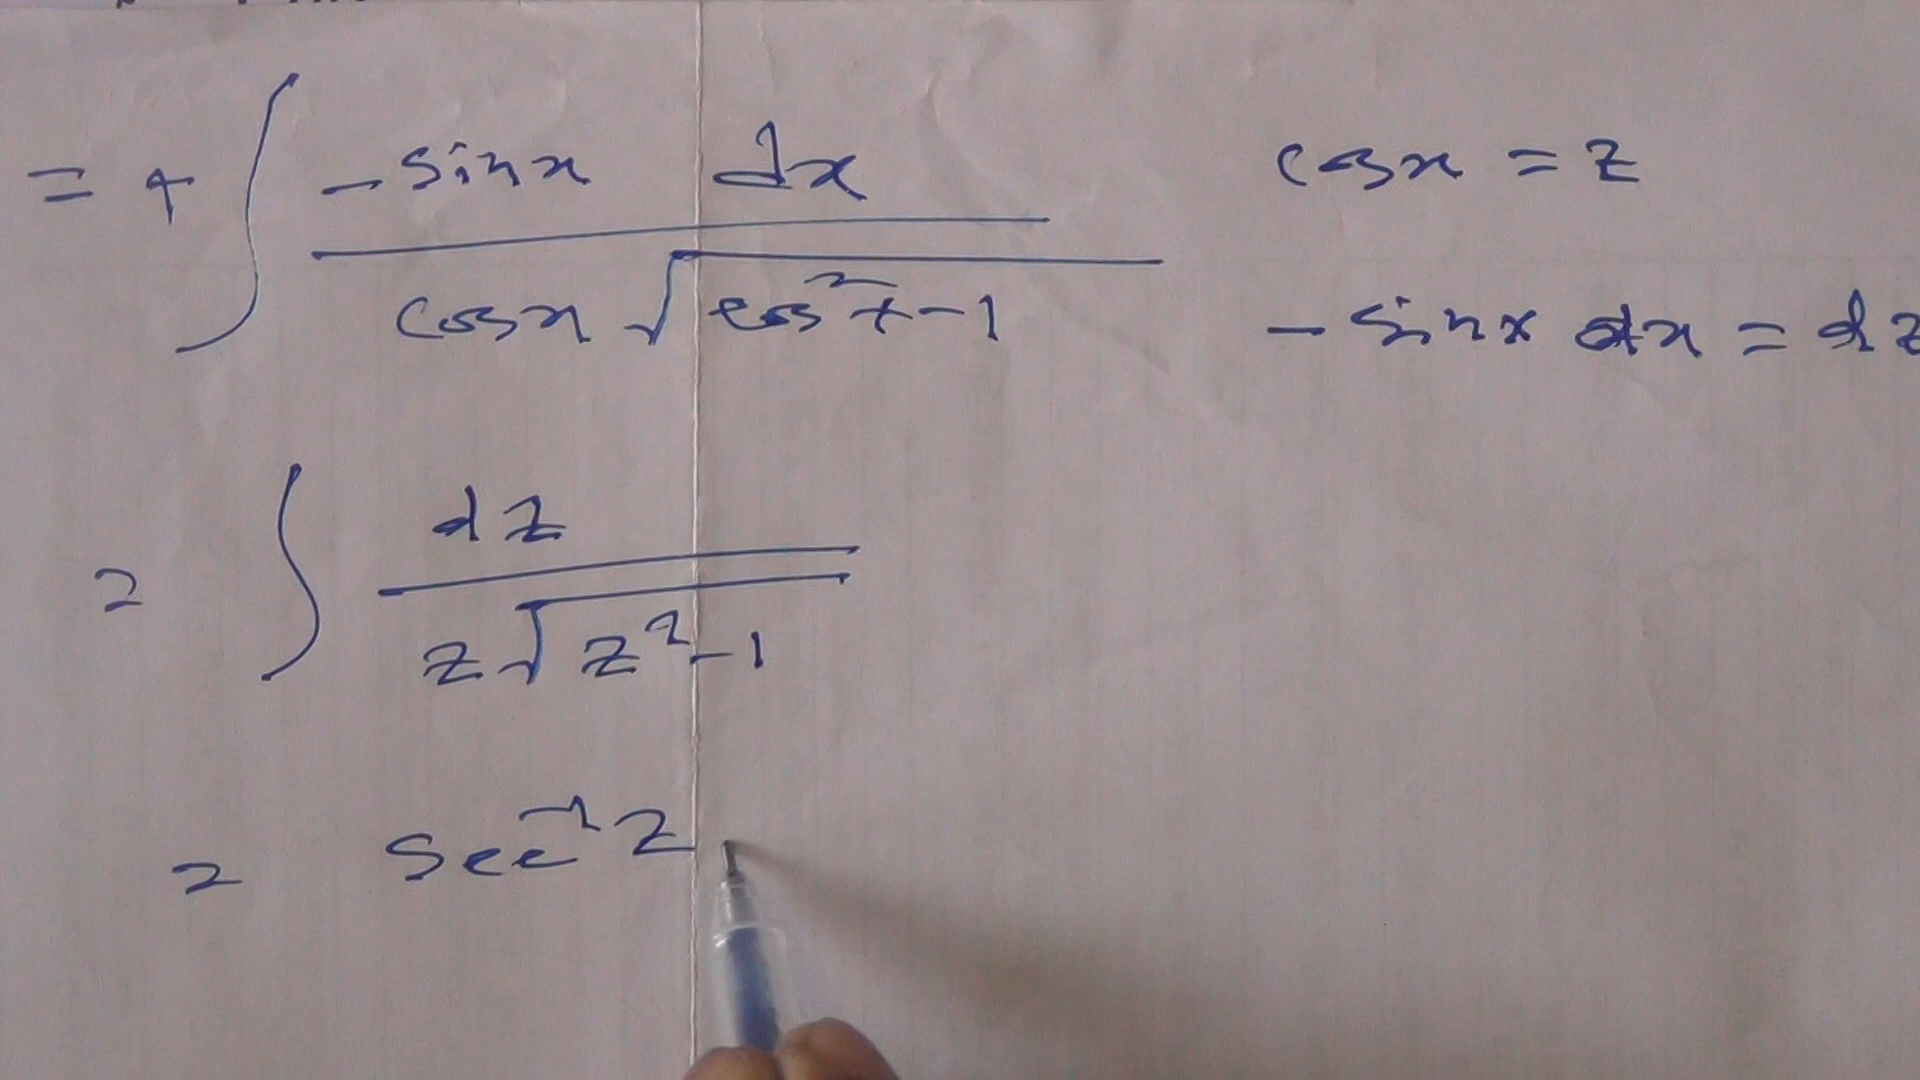 = + ∫ -sinx dx / cosx √cos²x-1 cosx = z
-sinx dx = dz
= ∫ dz / z√z²-1
= sec⁻¹z